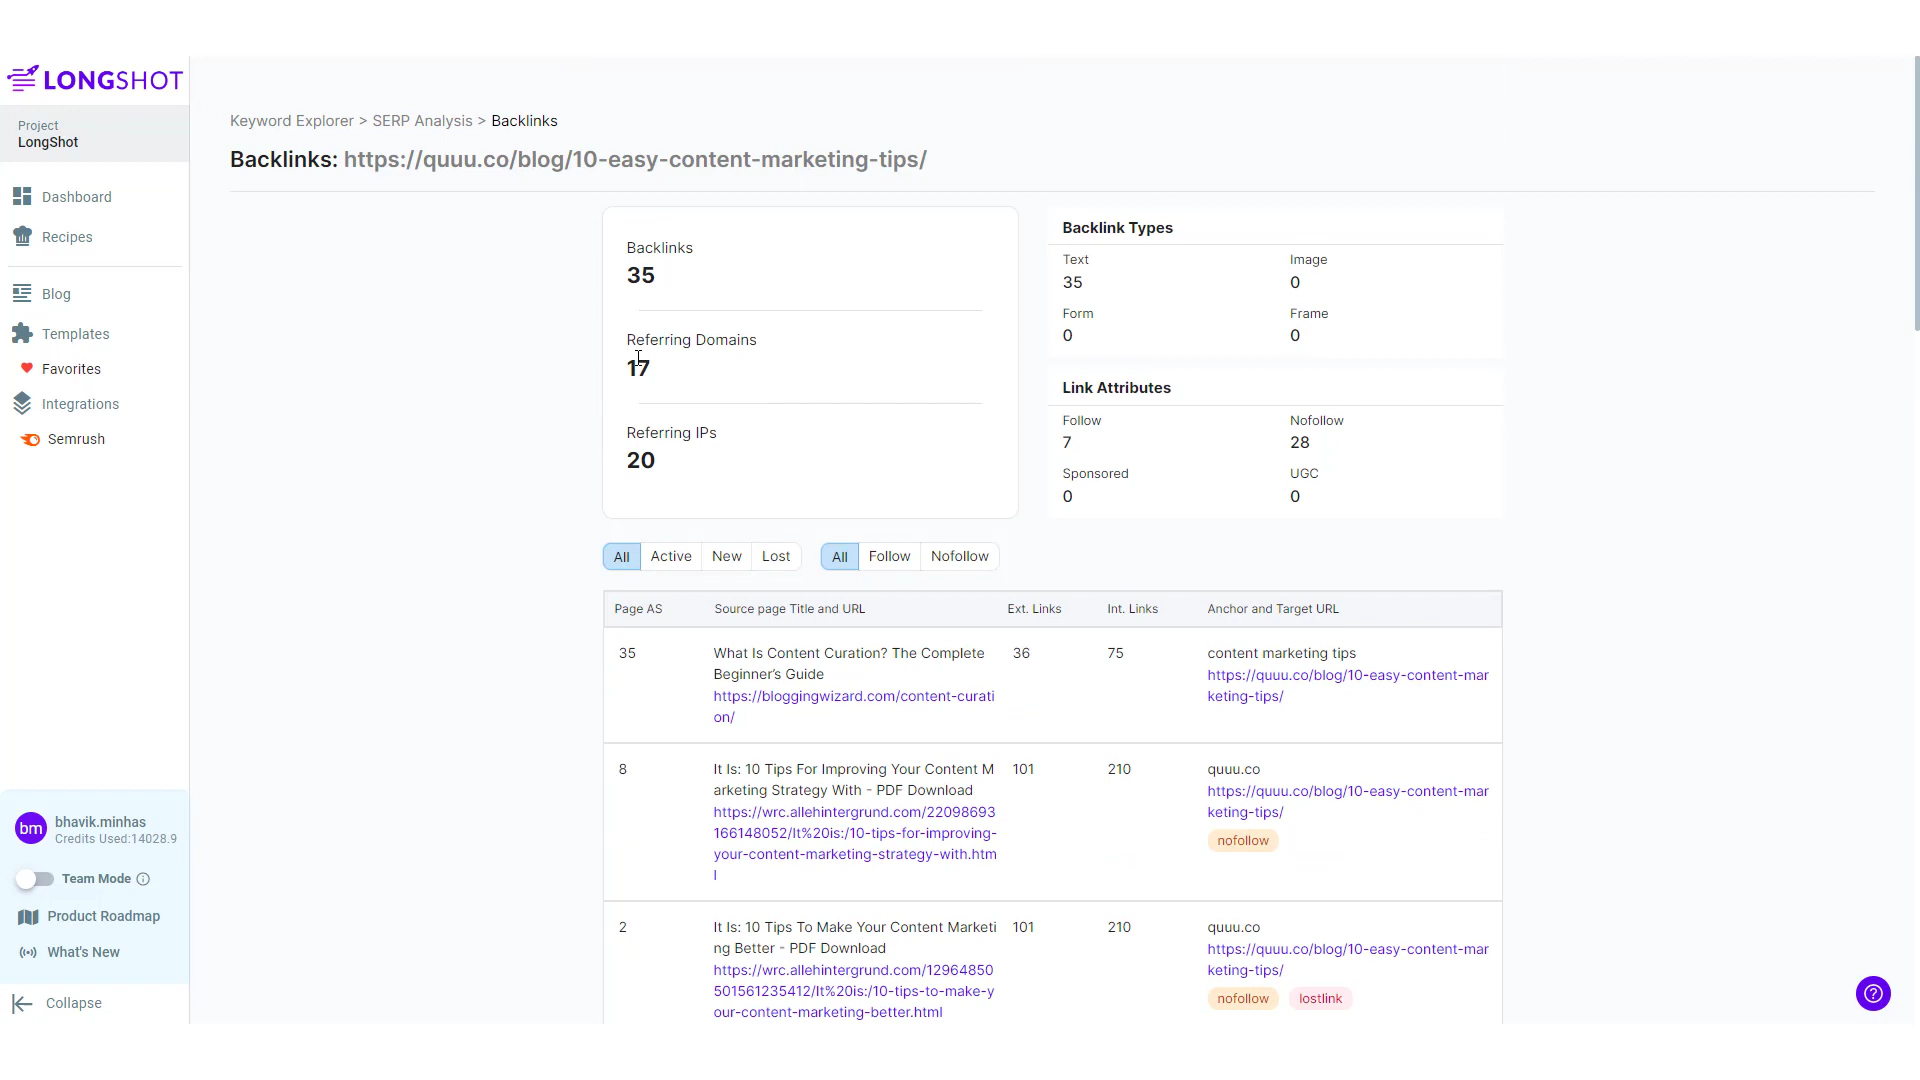 LONGSHOT
Project
LongShot
Dashboard
Recipes
Blog
Templates
Favorites
Integrations
Semrush
bm
bhavik.minhas
Credits Used:14028.9
Team Mode
Product Roadmap
What's New
Collapse
Keyword Explorer > SERP Analysis > Backlinks
Backlinks: https://quuu.co/blog/10-easy-content-marketing-tips/
Backlinks
35
Referring Domains
17
Referring IPs
20
Backlink Types
Text Image
35 0
Form Frame
0 0
Link Attributes
Follow Nofollow
7 28
Sponsored UGC
0 0
All Active New Lost All Follow Nofollow
Page AS Source page Title and URL Ext. Links Int. Links Anchor and Target URL
35 What Is Content Curation? The Complete 36 75 content marketing tips
Beginner's Guide https://quuu.co/blog/10-easy-content-mar
https://bloggingwizard.com/content-curati keting-tips/
on/
8 It Is: 10 Tips For Improving Your Content M 101 210 quuu.co
arketing Strategy With - PDF Download https://quuu.co/blog/10-easy-content-mar
https://wrc.allehintergrund.com/22098693 keting-tips/
166148052/It%20is:/10-tips-for-improving- nofollow
your-content-marketing-strategy-with.htm
l
2 It Is: 10 Tips To Make Your Content Marketi 101 210 quuu.co
ng Better - PDF Download https://quuu.co/blog/10-easy-content-mar
https://wrc.allehintergrund.com/12964850 keting-tips/
501561235412/It%20is:/10-tips-to-make-y nofollow lostlink
our-content-marketing-better.html